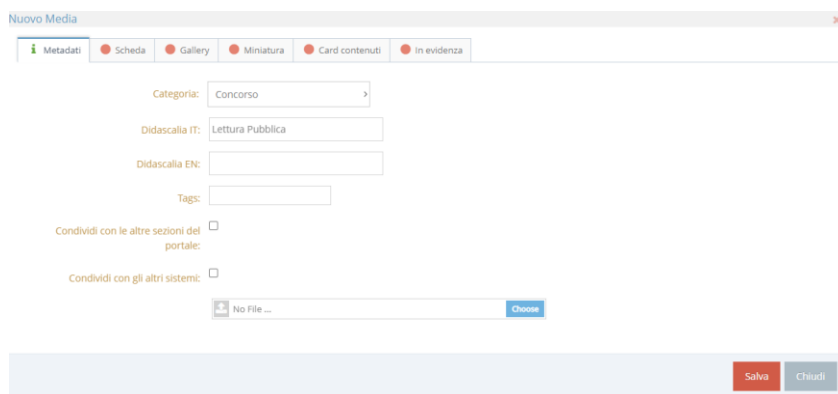 Nuovo Media x
Metadati Scheda Gallery Miniatura Card contenuti In evidenza
Categoria: Concorso
Didascalia IT: Lettura Pubblica
Didascalia EN:
Tags:
Condividi con le altre sezioni del
portale:
Condividi con gli altri sistemi:
No File ... Choose
Salva Chiudi